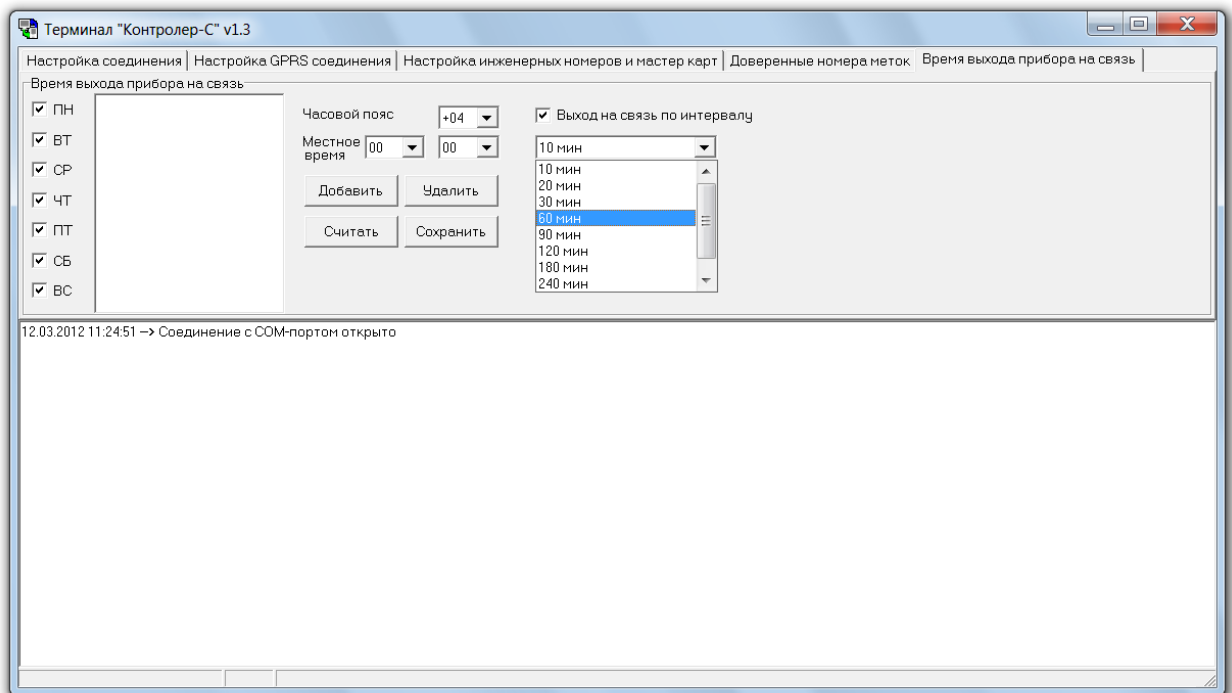 Терминал "Контролер-С" v1.3
Настройка соединения Настройка GPRS соединения Настройка инженерных номеров и мастер карт Доверенные номера меток Время выхода прибора на связь
Время выхода прибора на связь
ПН
ВТ
СР
ЧТ
ПТ
СБ
ВС
Часовой пояс +04
Местное время 00 00
Добавить Удалить
Считать Сохранить
Выход на связь по интервалу
10 мин
10 мин
20 мин
30 мин
60 мин
90 мин
120 мин
180 мин
240 мин
12.03.2012 11:24:51 --> Соединение с COM-портом открыто